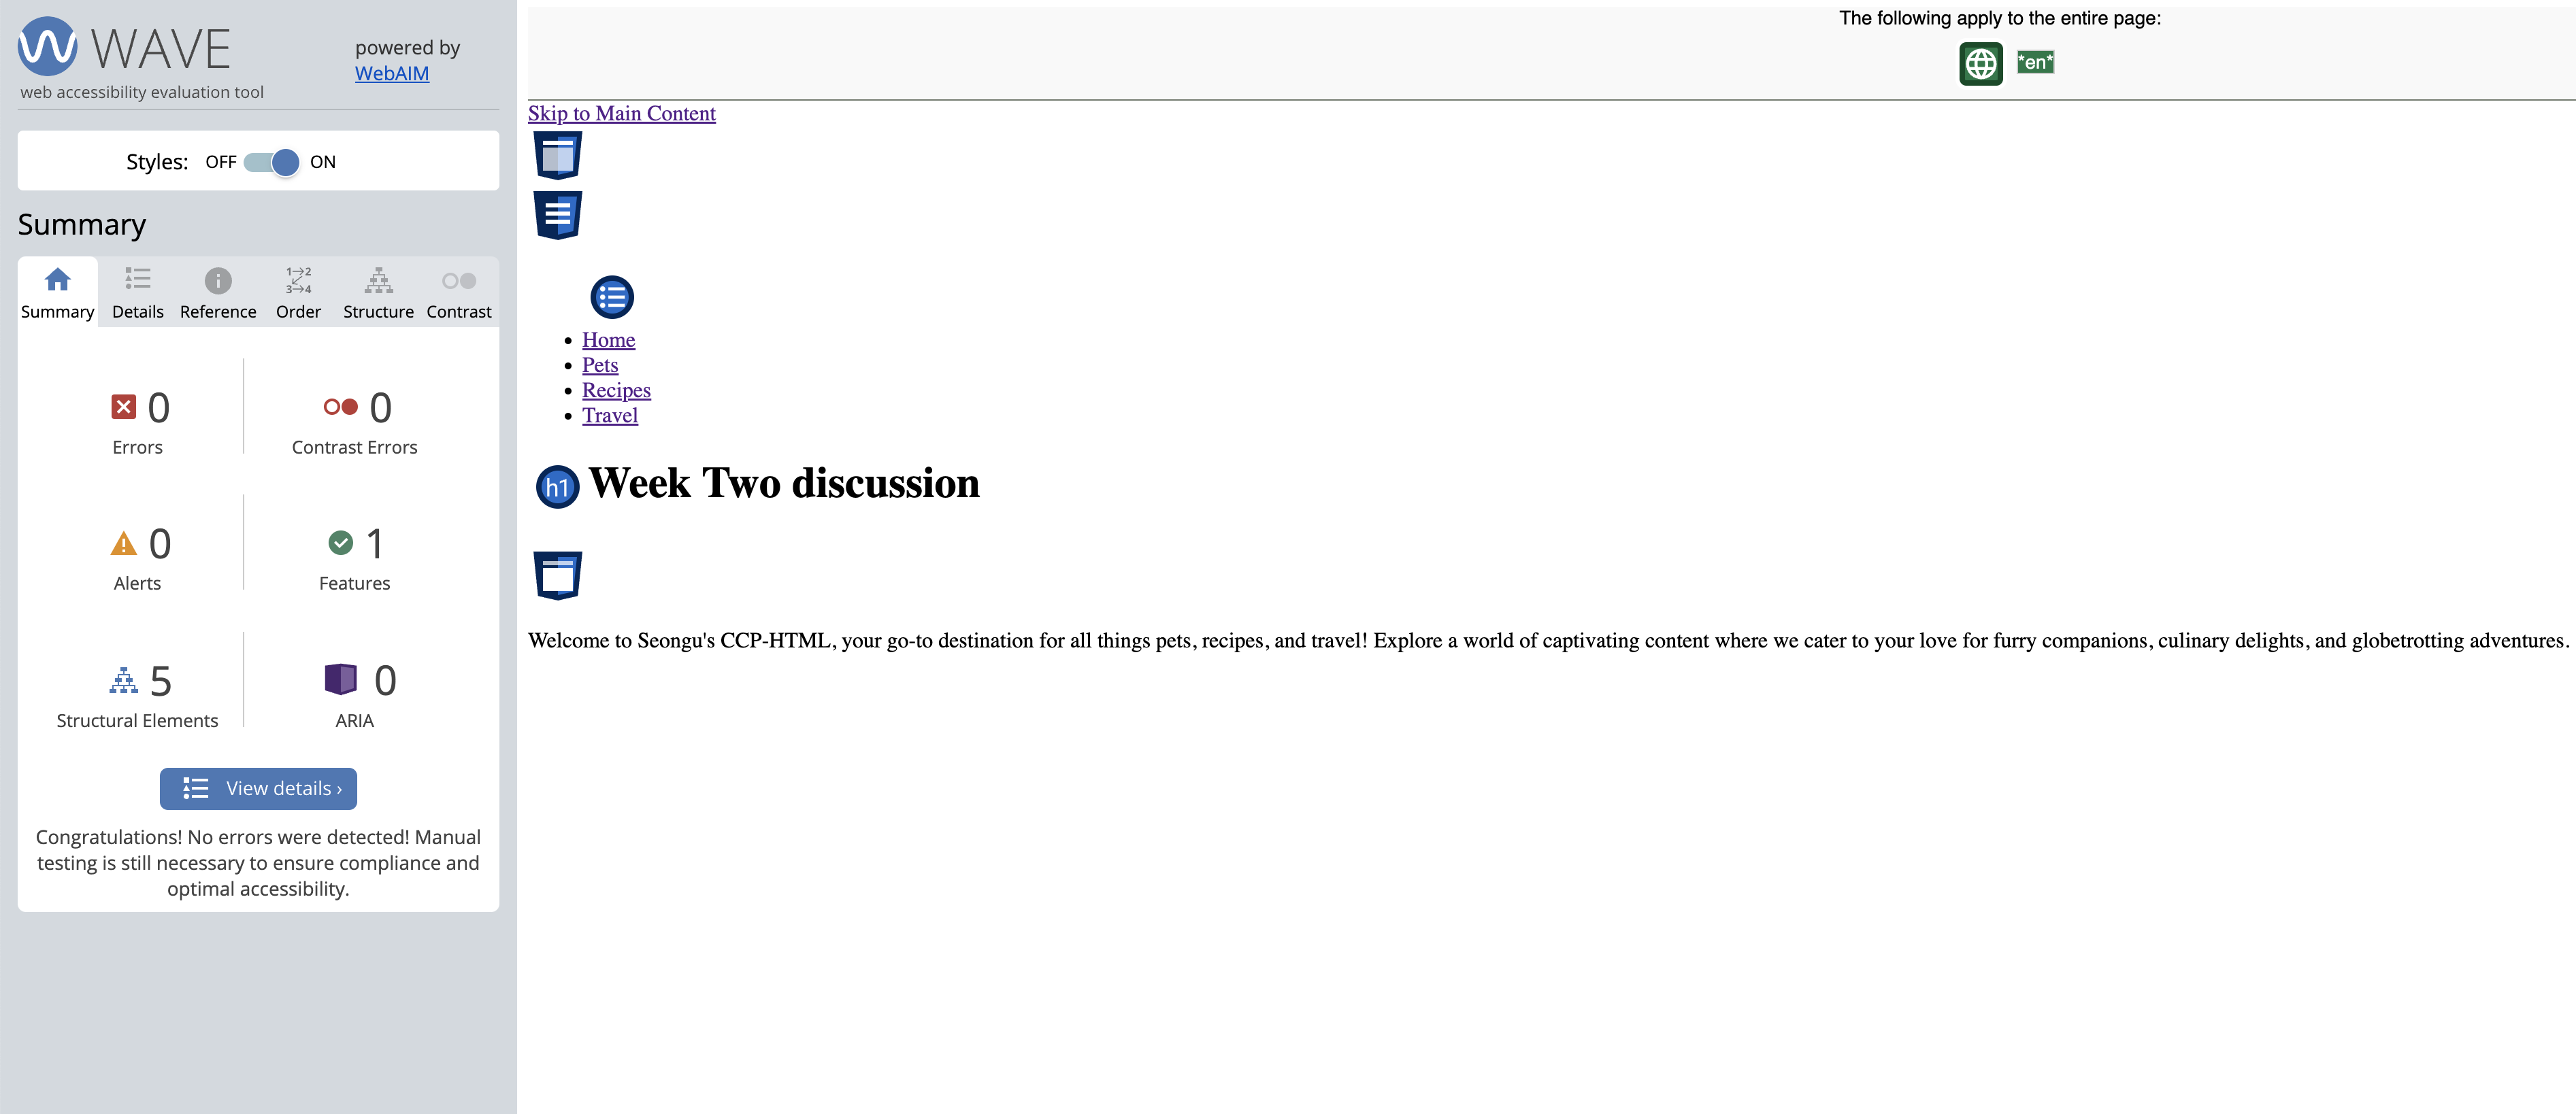 WAVE
powered by
WebAIM
web accessibility evaluation tool
Styles: OFF ON
Summary
Summary Details Reference Order Structure Contrast
1→2
3→4
0
Errors
0
Contrast Errors
0
Alerts
1
Features
5
Structural Elements
0
ARIA
View details ›
Congratulations! No errors were detected! Manual
testing is still necessary to ensure compliance and
optimal accessibility.
The following apply to the entire page:
*en*
Skip to Main Content
• Home
• Pets
• Recipes
• Travel
h1 Week Two discussion
Welcome to Seongu's CCP-HTML, your go-to destination for all things pets, recipes, and travel! Explore a world of captivating content where we cater to your love for furry companions, culinary delights, and globetrotting adventures.